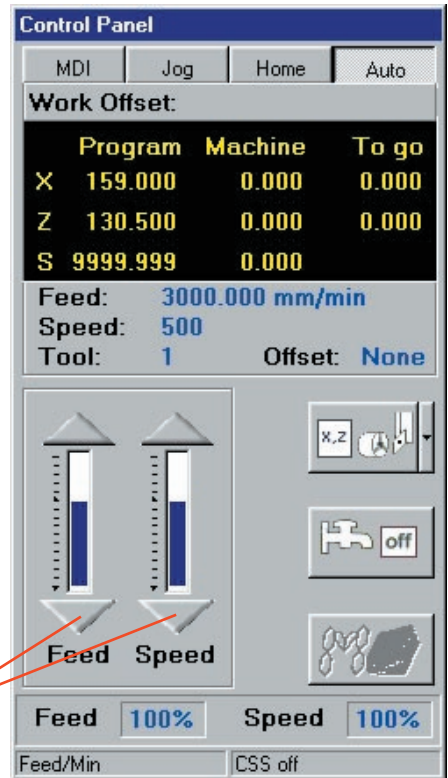 Control Panel
MDI Jog Home Auto
Work Offset:
Program Machine To go
X 159.000 0.000 0.000
Z 130.500 0.000 0.000
S 9999.999 0.000
Feed: 3000.000 mm/min
Speed: 500
Tool: 1 Offset: None
x,z
off
Feed Speed
Feed 100% Speed 100%
Feed/Min CSS off